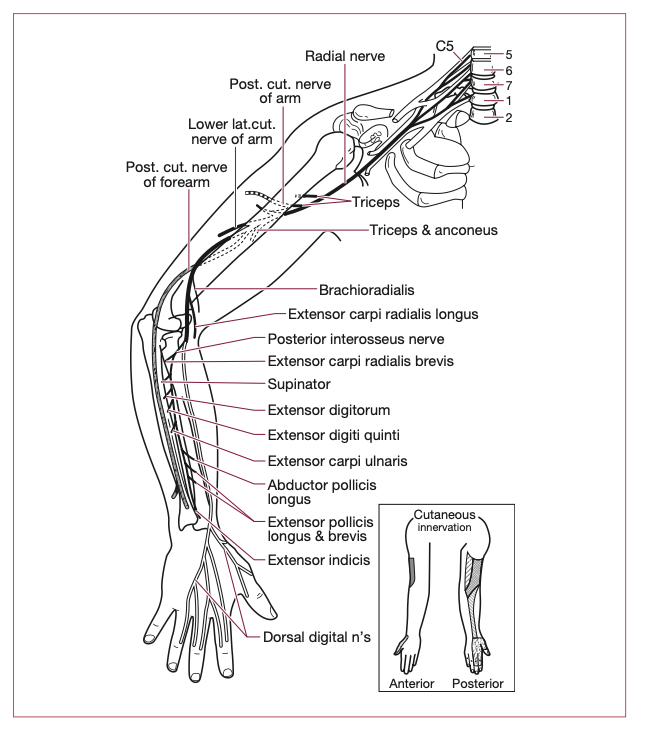 C5
5
6
7
1
2
Radial nerve
Post. cut. nerve
of arm
Lower lat.cut.
nerve of arm
Post. cut. nerve
of forearm
Triceps
Triceps & anconeus
Brachioradialis
Extensor carpi radialis longus
Posterior interosseus nerve
Extensor carpi radialis brevis
Supinator
Extensor digitorum
Extensor digiti quinti
Extensor carpi ulnaris
Abductor pollicis
longus
Extensor pollicis
longus & brevis
Extensor indicis
Dorsal digital n's
Cutaneous
innervation
Anterior
Posterior